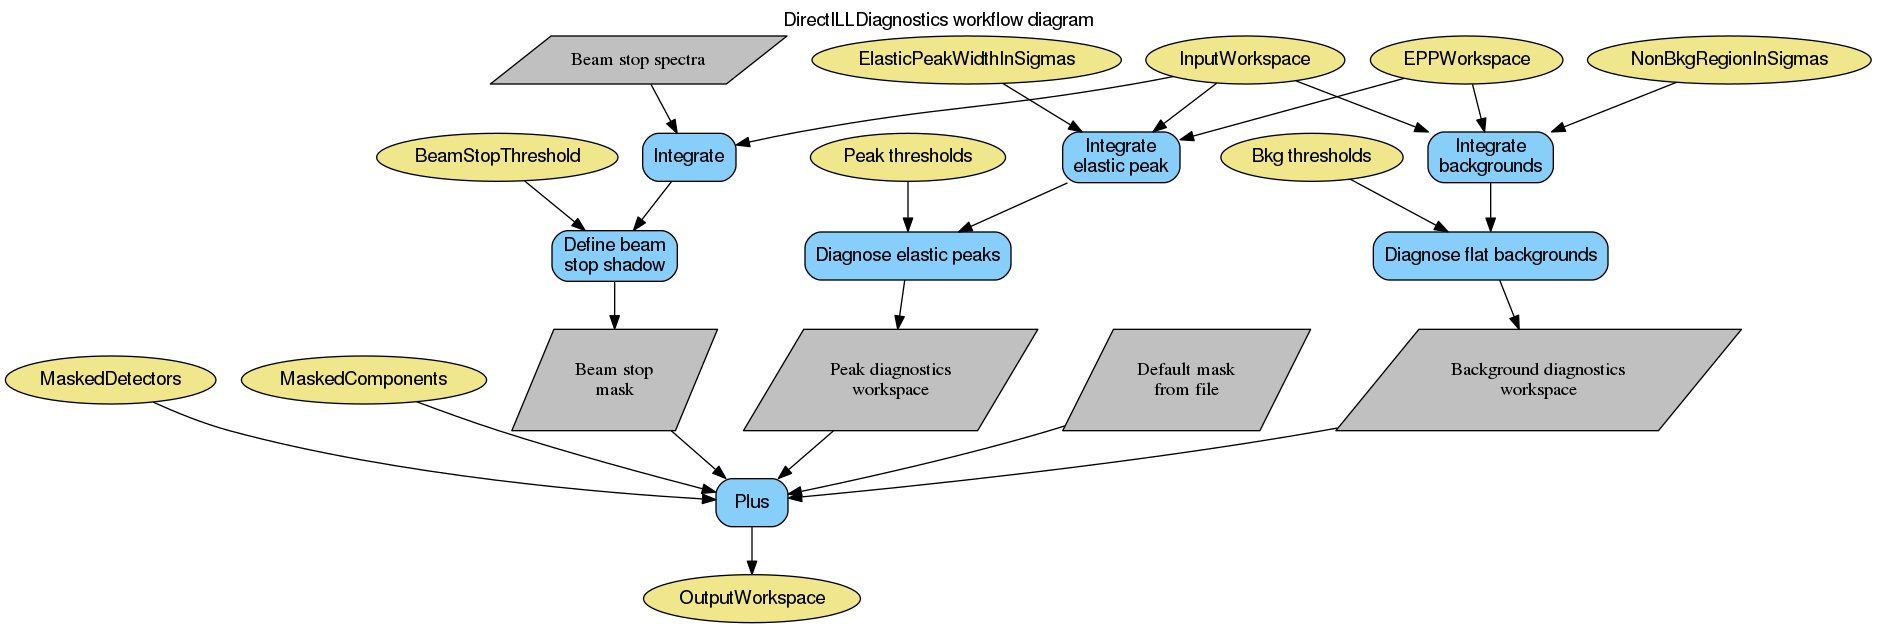 DirectILLDiagnostics workflow diagram
Beam stop spectra
ElasticPeakWidthInSigmas
InputWorkspace
EPPWorkspace
NonBkgRegionInSigmas
BeamStopThreshold
Integrate
Peak thresholds
Integrate
elastic peak
Bkg thresholds
Integrate
backgrounds
Define beam
stop shadow
Diagnose elastic peaks
Diagnose flat backgrounds
MaskedDetectors
MaskedComponents
Beam stop
mask
Peak diagnostics
workspace
Default mask
from file
Background diagnostics
workspace
Plus
OutputWorkspace